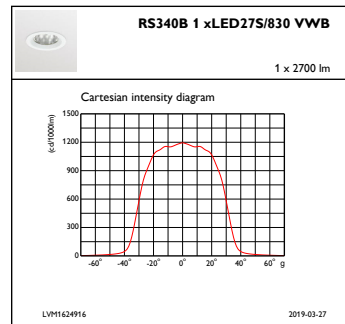 RS340B 1 xLED27S/830 VWB
1 x 2700 lm
Cartesian intensity diagram
(cd/1000lm)
1500
1200
900
600
300
0
-60° -40° -20° 0° 20° 40° 60° g
LVM1624916 2019-03-27